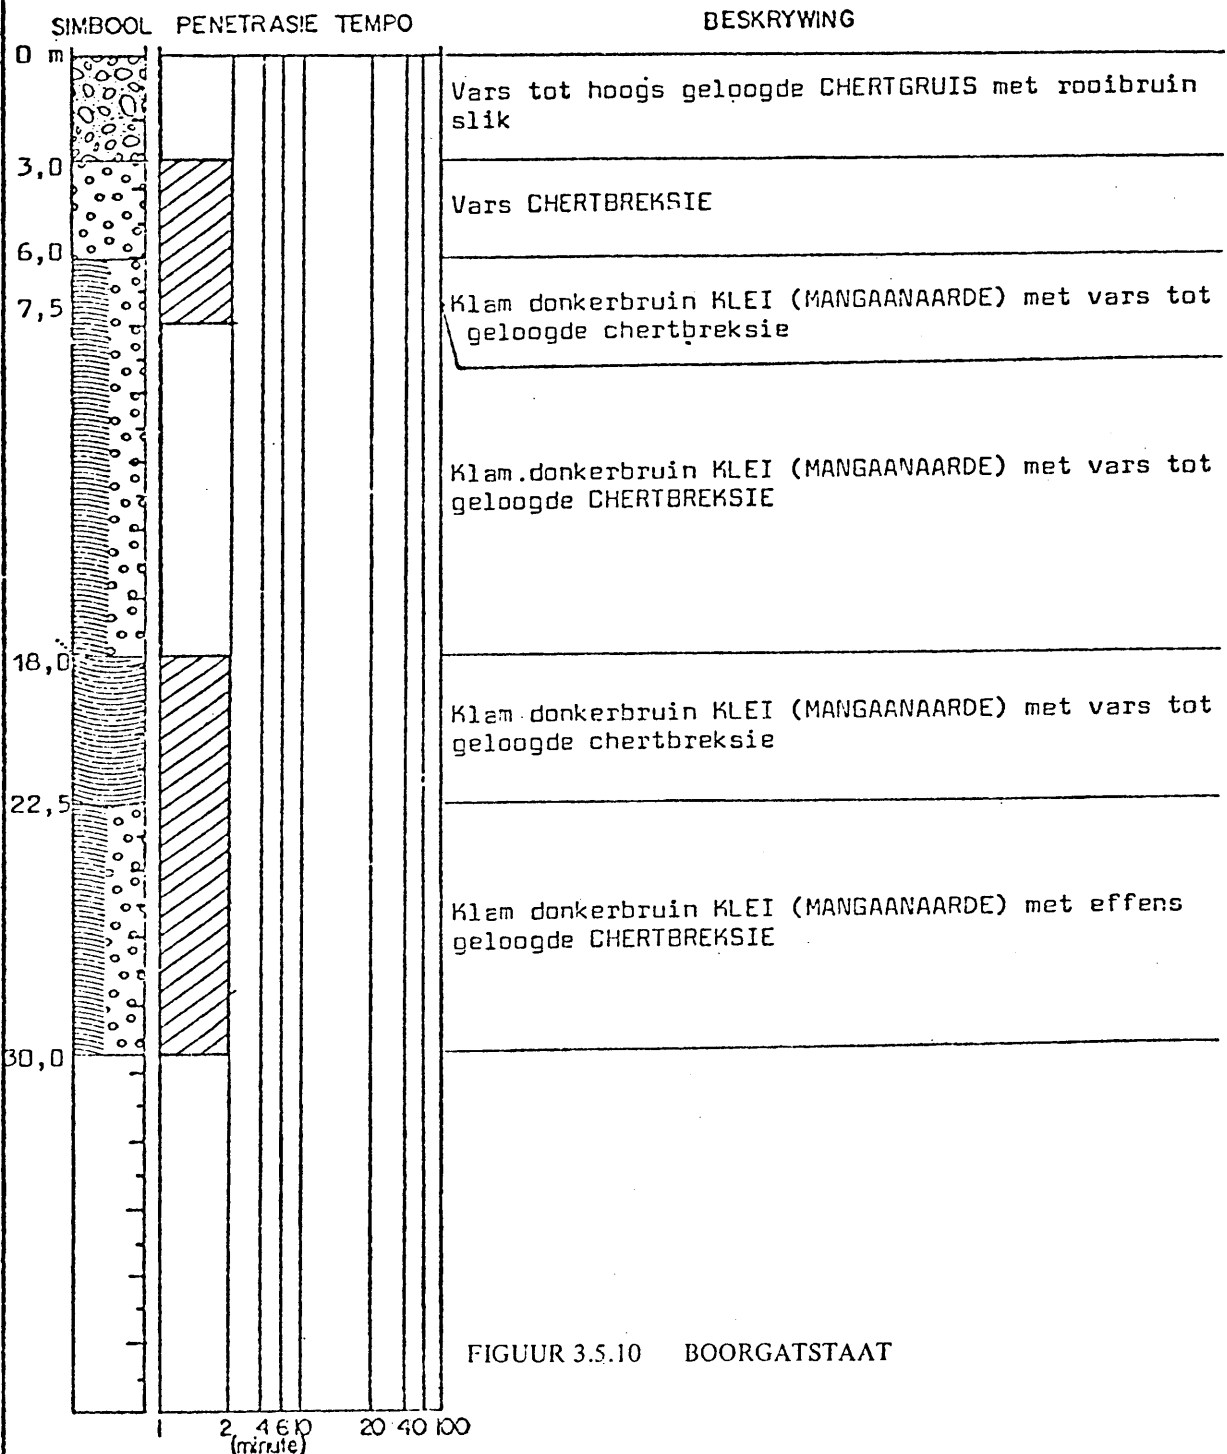 SIMBOOL PENETRASIE TEMPO BESKRYWING
0 m
Vars tot hoogs geloogde CHERTGRUIS met rooibruin
slik
3,0
Vars CHERTBREKSIE
6,0
7,5
Klam donkerbruin KLEI (MANGAANAARDE) met vars tot
geloogde chertbreksie
Klam donkerbruin KLEI (MANGAANAARDE) met vars tot
geloogde CHERTBREKSIE
18,0
Klam donkerbruin KLEI (MANGAANAARDE) met vars tot
geloogde chertbreksie
22,5
Klam donkerbruin KLEI (MANGAANAARDE) met effens
geloogde CHERTBREKSIE
30,0
FIGUUR 3.5.10 BOORGATSTAAT
1 2 4 6 10 20 40 100
(minute)